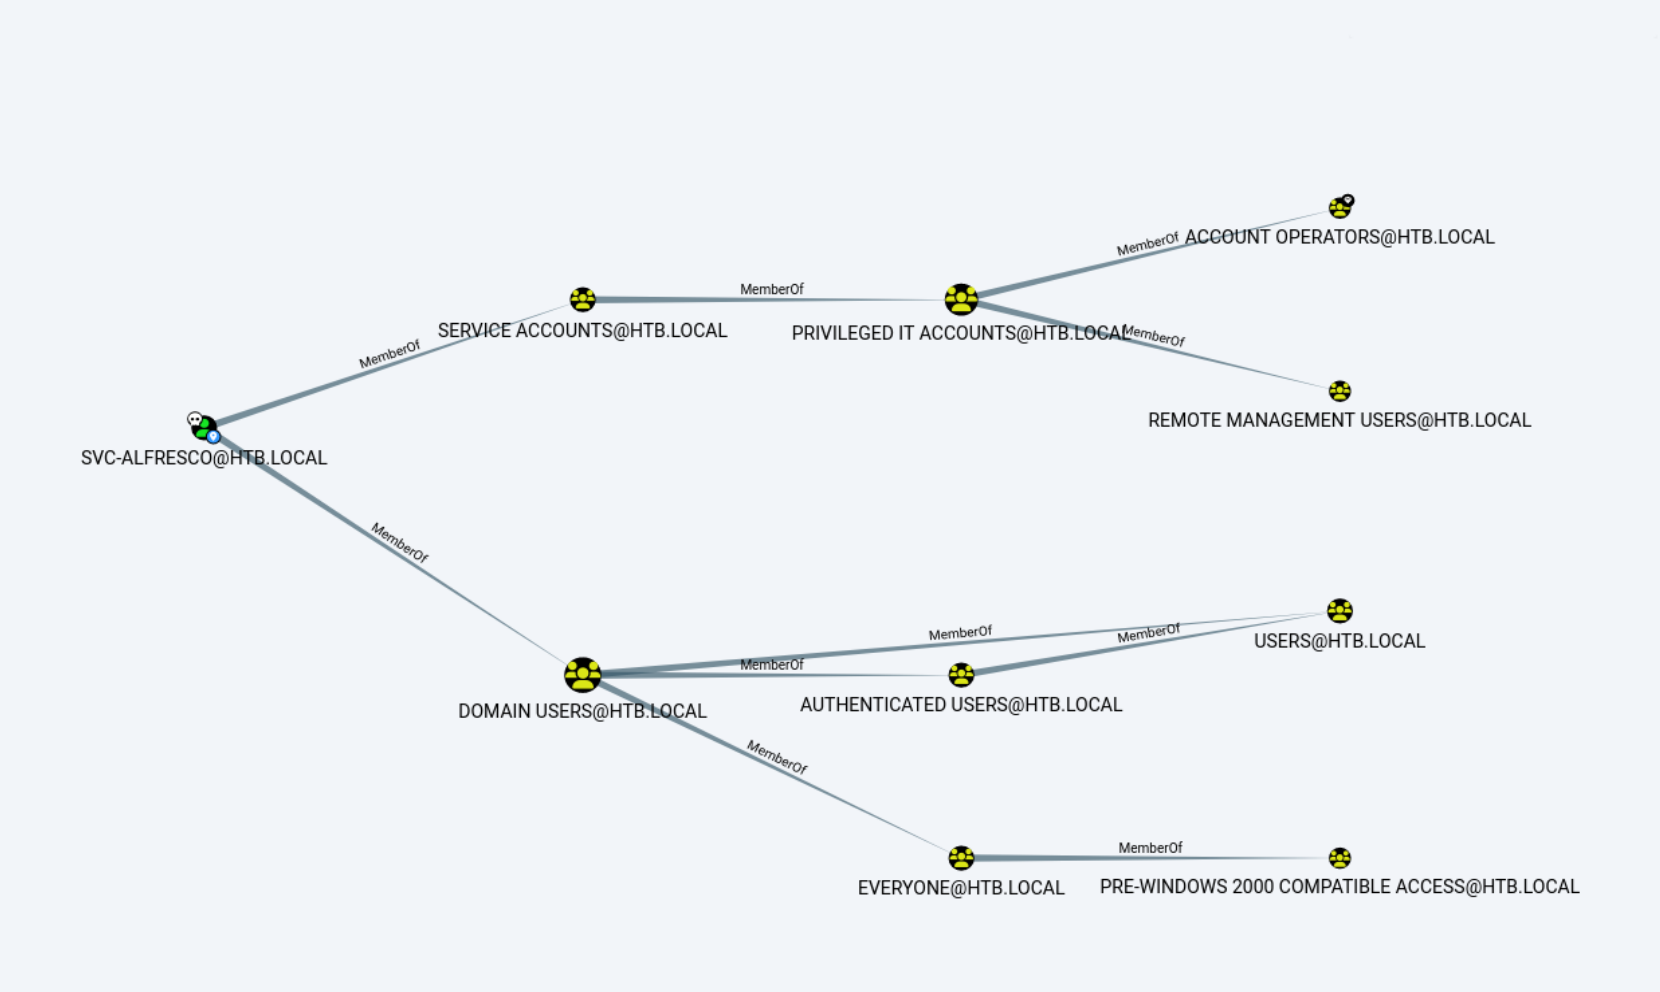 MemberOf
ACCOUNT OPERATORS@HTB.LOCAL
MemberOf
SERVICE ACCOUNTS@HTB.LOCAL
PRIVILEGED IT ACCOUNTS@HTB.LOCAL
MemberOf
MemberOf
REMOTE MANAGEMENT USERS@HTB.LOCAL
SVC-ALFRESCO@HTB.LOCAL
MemberOf
MemberOf
MemberOf
USERS@HTB.LOCAL
MemberOf
DOMAIN USERS@HTB.LOCAL
AUTHENTICATED USERS@HTB.LOCAL
MemberOf
MemberOf
EVERYONE@HTB.LOCAL
PRE-WINDOWS 2000 COMPATIBLE ACCESS@HTB.LOCAL